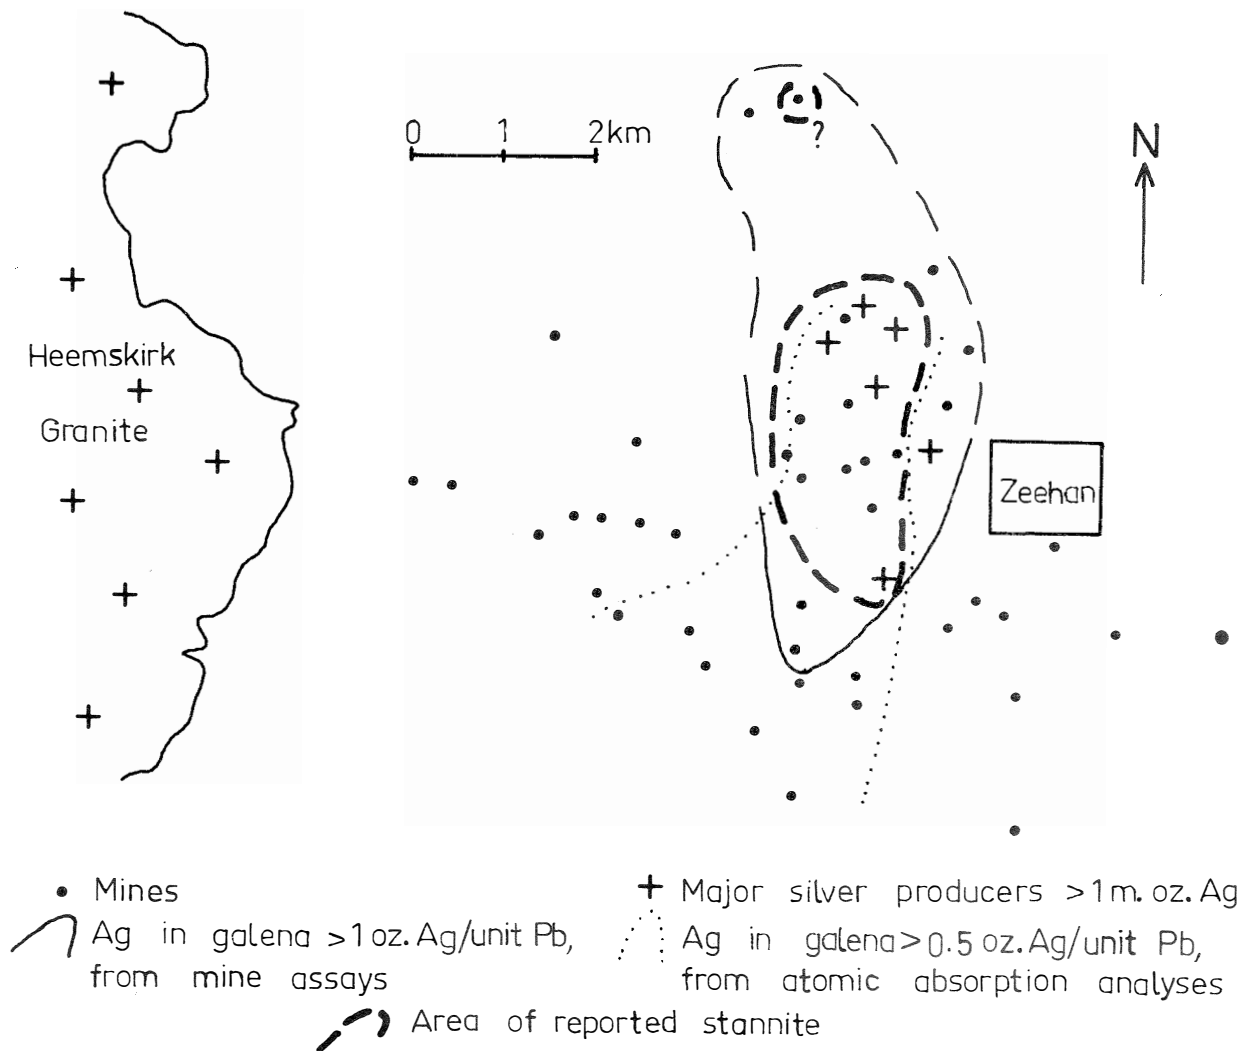 0 1 2km
?
N
Heemskirk
Granite
Zeehan
Mines
Major silver producers >1m. oz. Ag
Ag in galena >1oz. Ag/unit Pb,
from mine assays
Ag in galena>0.5 oz. Ag/unit Pb,
from atomic absorption analyses
Area of reported stannite